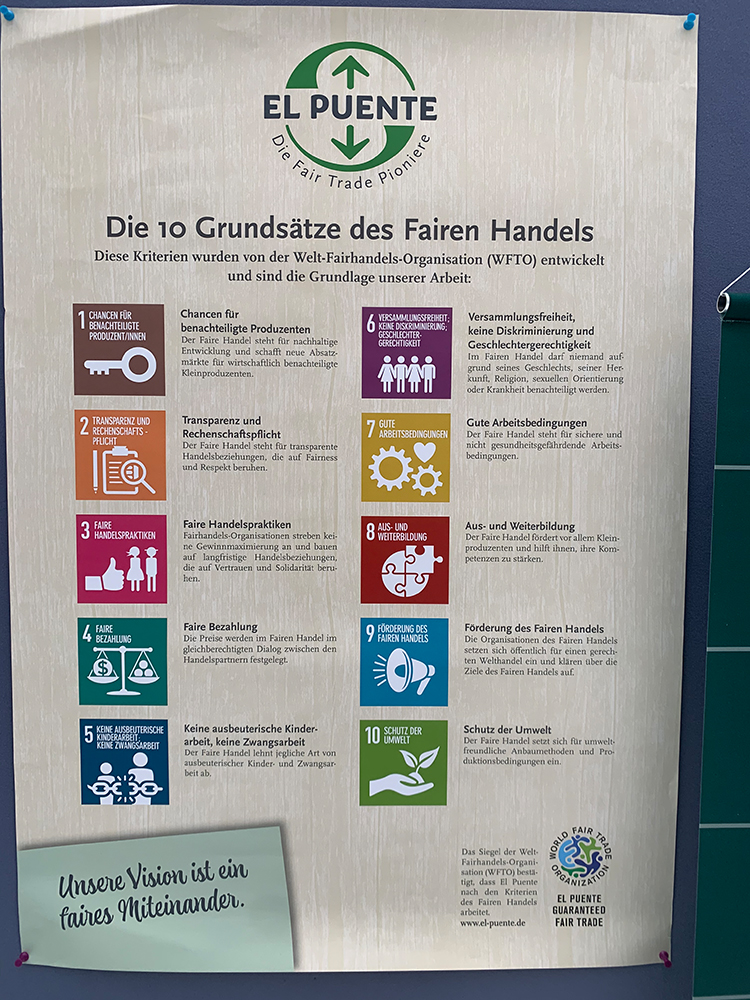 EL PUENTE
Die Fair Trade Pioniere
Die 10 Grundsätze des Fairen Handels
Diese Kriterien wurden von der Welt-Fairhandels-Organisation (WFTO) entwickelt
und sind die Grundlage unserer Arbeit:
1 CHANCEN FÜR
BENACHTEILIGTE
PRODUZENT/INNEN
Chancen für
benachteiligte Produzenten
Der Faire Handel steht für nachhaltige
Entwicklung und schafft neue Absatz-
märkte für wirtschaftlich benachteiligte
Kleinproduzenten.
2 TRANSPARENZ UND
RECHENSCHAFTS-
PFLICHT
Transparenz und
Rechenschaftspflicht
Der Faire Handel steht für transparente
Handelsbeziehungen, die auf Fairness
und Respekt beruhen.
3 FAIRE
HANDELSPRAKTIKEN
Faire Handelspraktiken
Fairhandels-Organisationen streben kei-
ne Gewinnmaximierung an und bauen
auf langfristige Handelsbeziehungen,
die auf Vertrauen und Solidarität beru-
hen.
4 FAIRE
BEZAHLUNG
$
Faire Bezahlung
Die Preise werden im Fairen Handel im
gleichberechtigten Dialog zwischen den
Handelspartnern festgelegt.
5 KEINE AUSBEUTERISCHE
KINDERARBEIT;
KEINE ZWANGSARBEIT
Keine ausbeuterische Kinder-
arbeit, keine Zwangsarbeit
Der Faire Handel lehnt jegliche Art von
ausbeuterischer Kinder- und Zwangsar-
beit ab.
6 VERSAMMLUNGSFREIHEIT;
KEINE DISKRIMINIERUNG;
GESCHLECHTER-
GERECHTIGKEIT
Versammlungsfreiheit,
keine Diskriminierung und
Geschlechtergerechtigkeit
Im Fairen Handel darf niemand auf-
grund seines Geschlechts, seiner Her-
kunft, Religion, sexuellen Orientierung
oder Krankheit benachteiligt werden.
7 GUTE
ARBEITSBEDINGUNGEN
Gute Arbeitsbedingungen
Der Faire Handel steht für sichere und
nicht gesundheitsgefährdende Arbeits-
bedingungen.
8 AUS- UND
WEITERBILDUNG
Aus- und Weiterbildung
Der Faire Handel fördert vor allem Klein-
produzenten und hilft ihnen, ihre Kom-
petenzen zu stärken.
9 FÖRDERUNG DES
FAIREN HANDELS
Förderung des Fairen Handels
Die Organisationen des Fairen Handels
setzen sich öffentlich für einen gerech-
ten Welthandel ein und klären über die
Ziele des Fairen Handels auf.
10 SCHUTZ DER
UMWELT
Schutz der Umwelt
Der Faire Handel setzt sich für umwelt-
freundliche Anbaumethoden und Pro-
duktionsbedingungen ein.
Unsere Vision ist ein
faires Miteinander.
Das Siegel der Welt-
Fairhandels-Organi-
sation (WFTO) bestä-
tigt, dass El Puente
nach den Kriterien
des Fairen Handels
arbeitet.
www.el-puente.de
WORLD FAIR TRADE
ORGANIZATION
EL PUENTE
GUARANTEED
FAIR TRADE